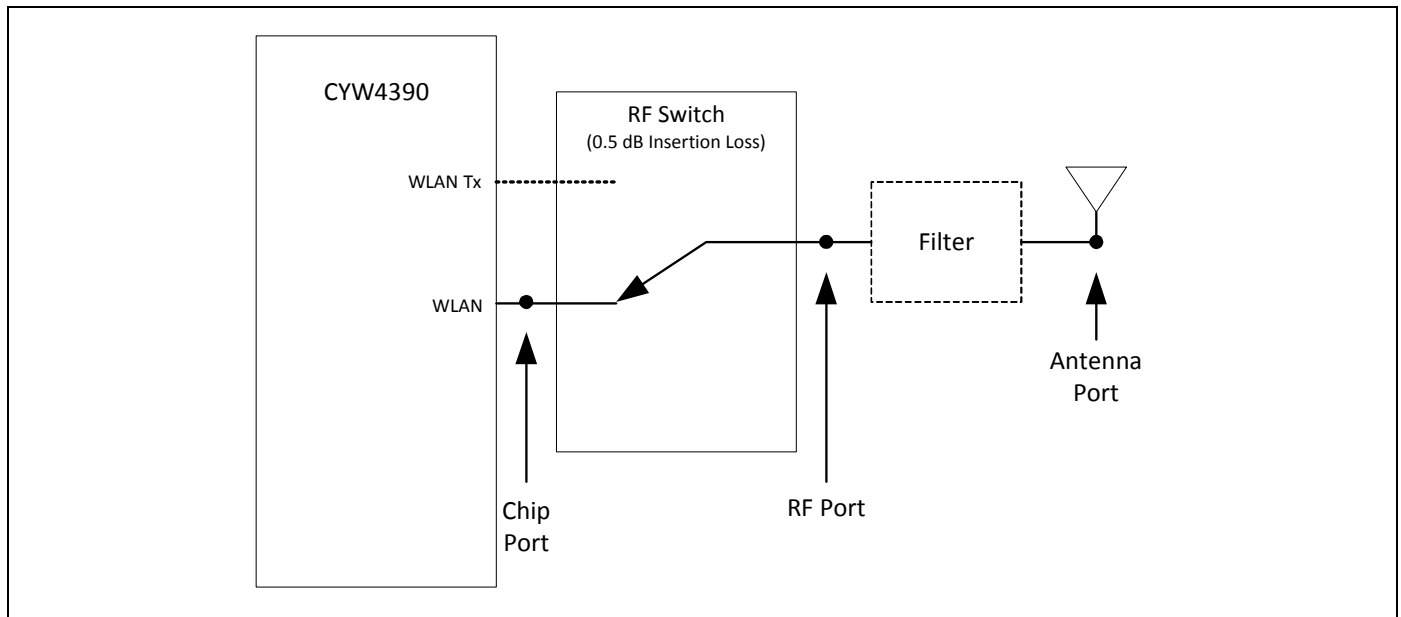 CYW4390
RF Switch
(0.5 dB Insertion Loss)
WLAN Tx
Filter
WLAN
Antenna
Port
Chip
Port
RF Port